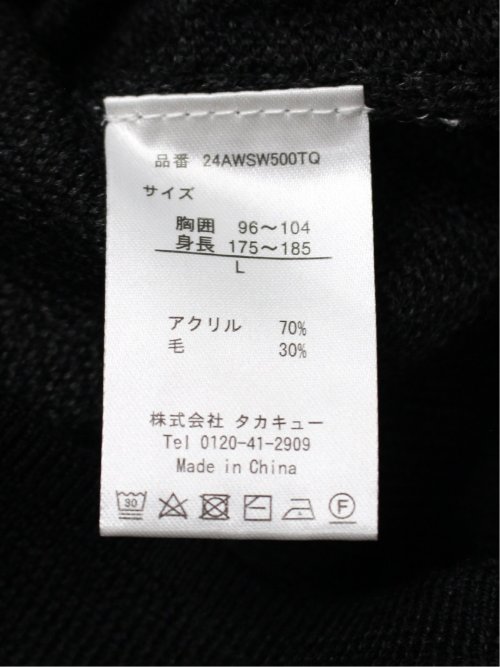 品番 24AWSW500TQ
サイズ
胸囲 96～104
身長 175～185
L
アクリル 70%
毛 30%
株式会社 タカキュー
Tel 0120-41-2909
Made in China
30
F